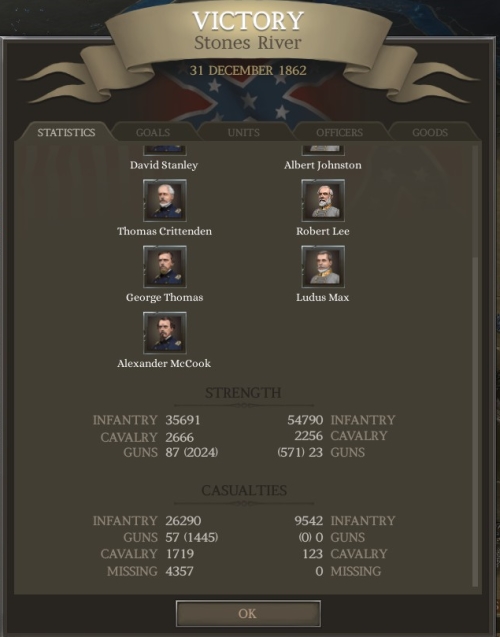 VICTORY
Stones River
31 DECEMBER 1862
STATISTICS GOALS UNITS OFFICERS GOODS
David Stanley Albert Johnston
Thomas Crittenden Robert Lee
George Thomas Ludus Max
Alexander McCook
STRENGTH
INFANTRY 35691 54790 INFANTRY
CAVALRY 2666 2256 CAVALRY
GUNS 87 (2024) (571) 23 GUNS
CASUALTIES
INFANTRY 26290 9542 INFANTRY
GUNS 57 (1445) (0) 0 GUNS
CAVALRY 1719 123 CAVALRY
MISSING 4357 0 MISSING
OK